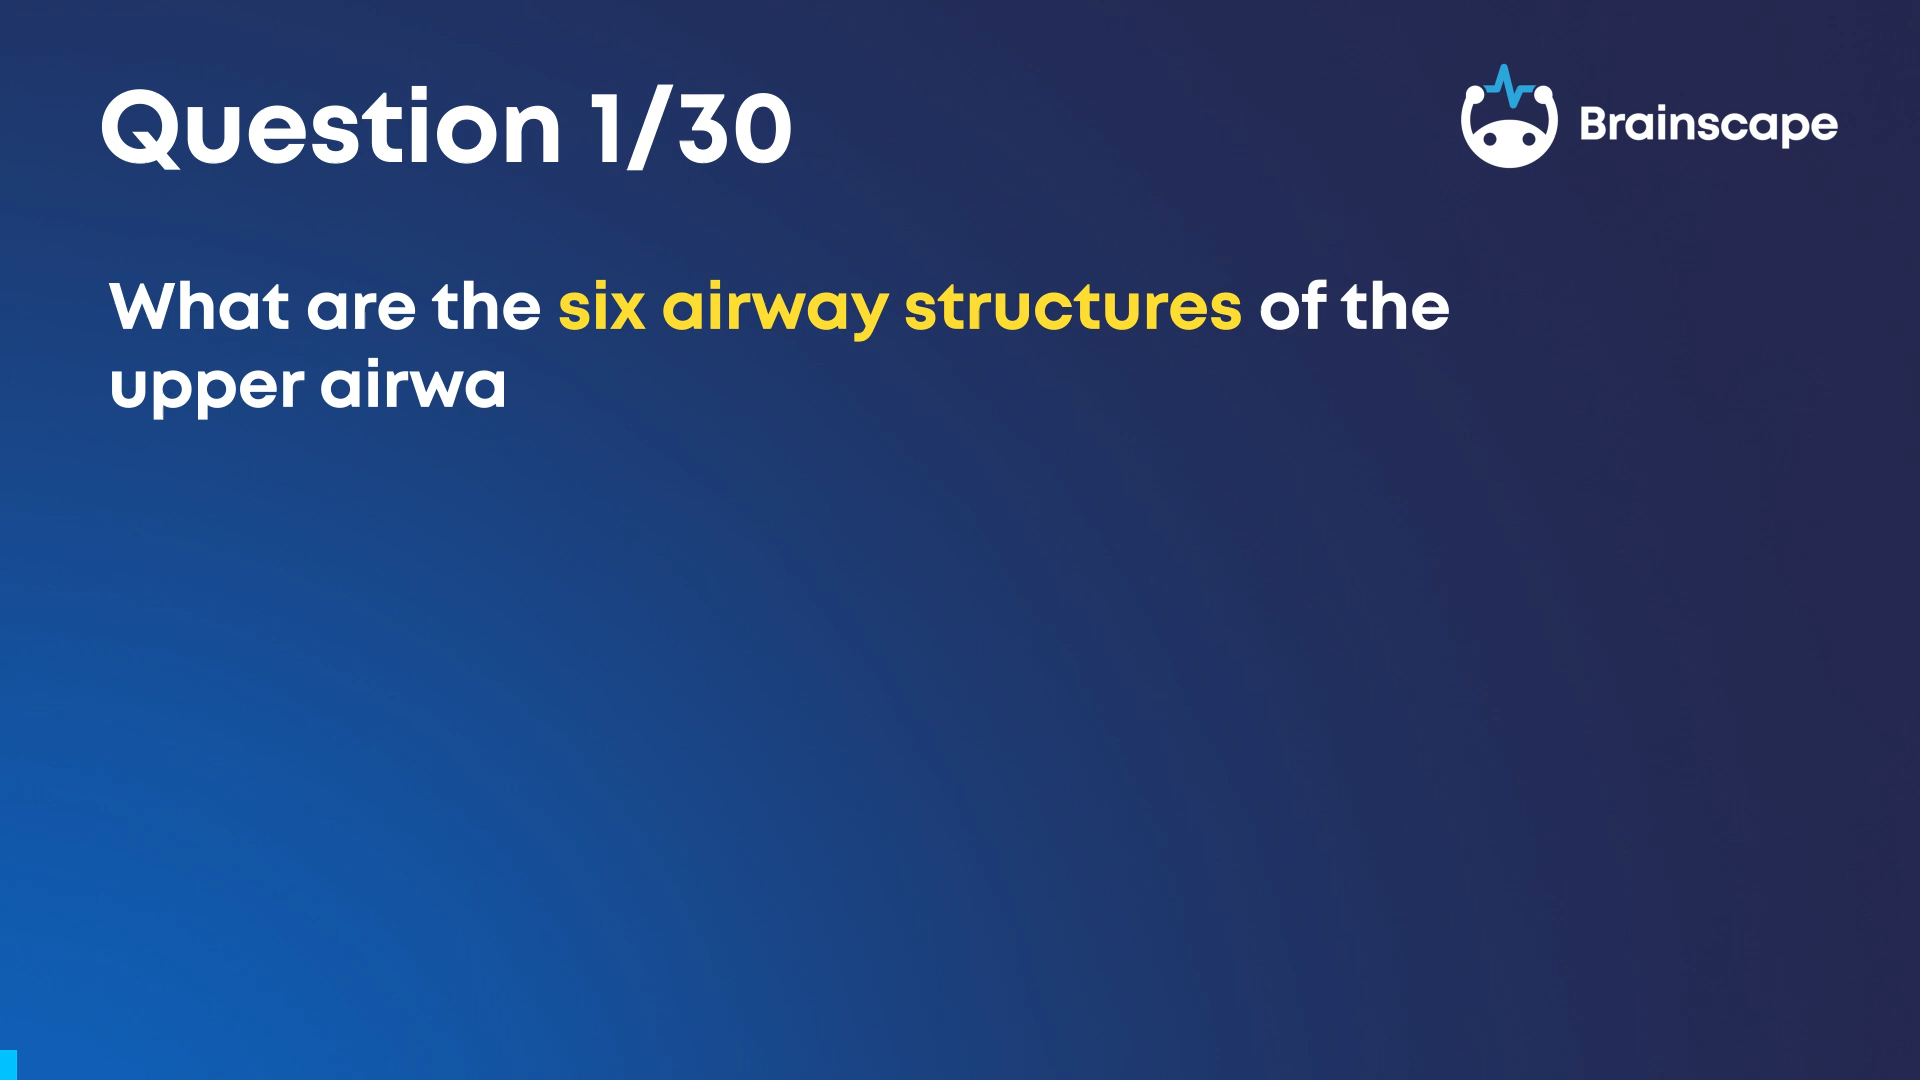 Question 1/30
Brainscape
What are the six airway structures of the
upper airwa